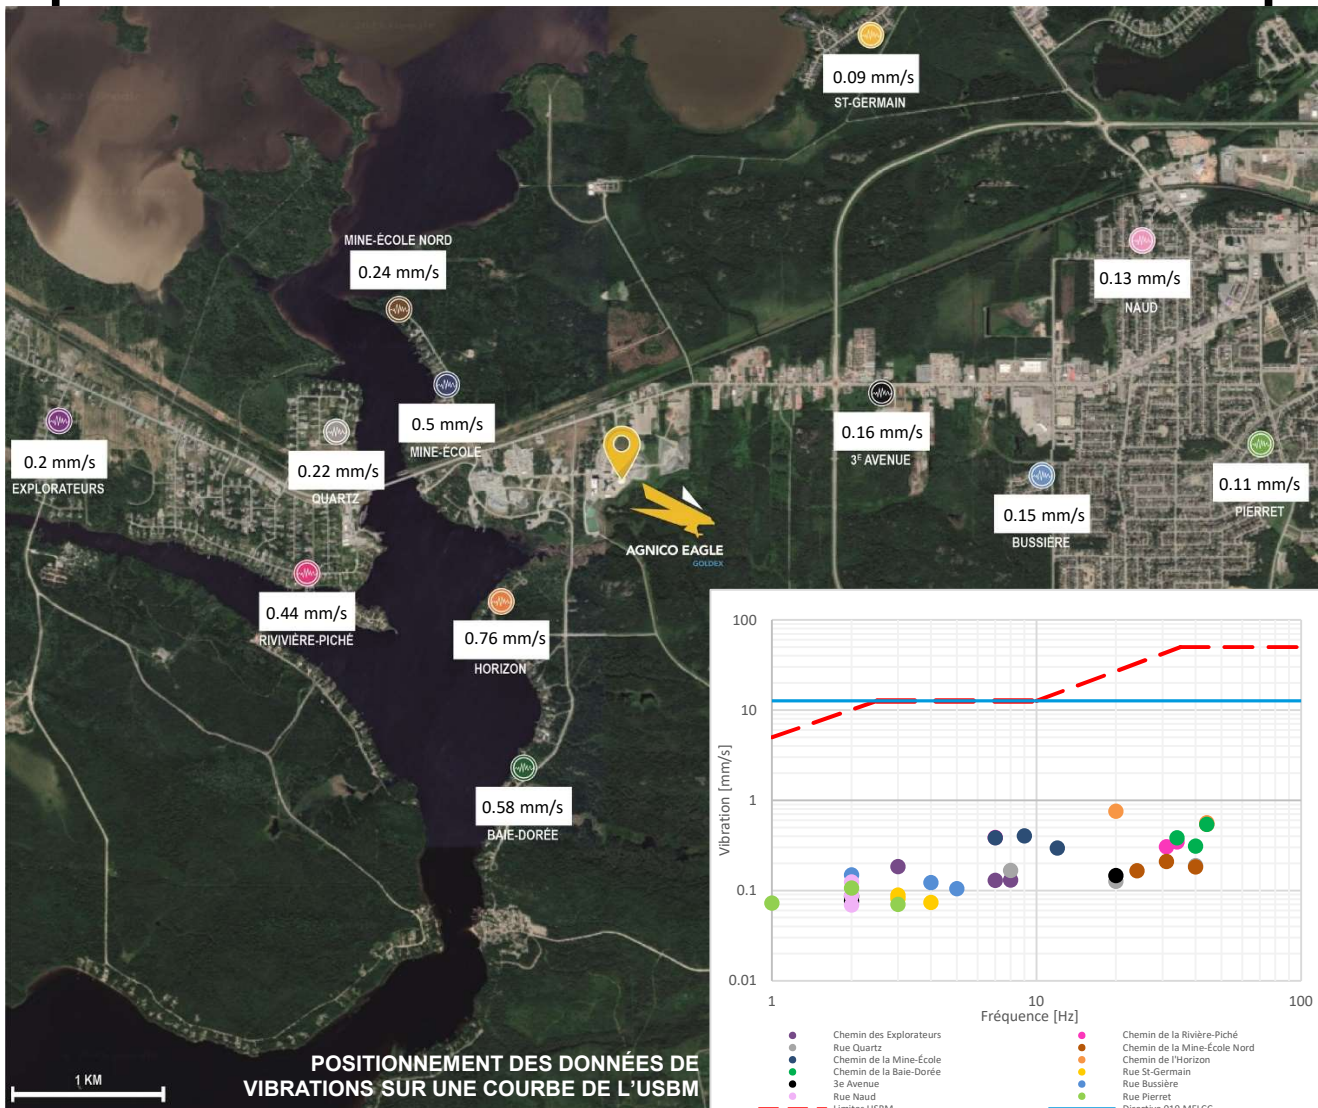 0.09 mm/s
ST-GERMAIN
MINE-ÉCOLE NORD
0.24 mm/s
0.13 mm/s
NAUD
0.5 mm/s
MINE-ÉCOLE
0.16 mm/s
3E AVENUE
0.2 mm/s
EXPLORATEURS
0.22 mm/s
QUARTZ
0.11 mm/s
PIERRET
0.15 mm/s
BUSSIÈRE
AGNICO EAGLE
GOLDEX
0.44 mm/s
RIVIVIÈRE-PICHÉ
0.76 mm/s
HORIZON
0.58 mm/s
BAIE-DORÉE
1 KM
POSITIONNEMENT DES DONNÉES DE
VIBRATIONS SUR UNE COURBE DE L'USBM
100
10
1
0.1
0.01
Vibration [mm/s]
1
10
100
Fréquence [Hz]
Chemin des Explorateurs
Chemin de la Rivière-Piché
Rue Quartz
Chemin de la Mine-École Nord
Chemin de la Mine-École
Chemin de l'Horizon
Chemin de la Baie-Dorée
Rue St-Germain
3e Avenue
Rue Bussière
Rue Naud
Rue Pierret
Limites USBM
Directive 019 MELCC